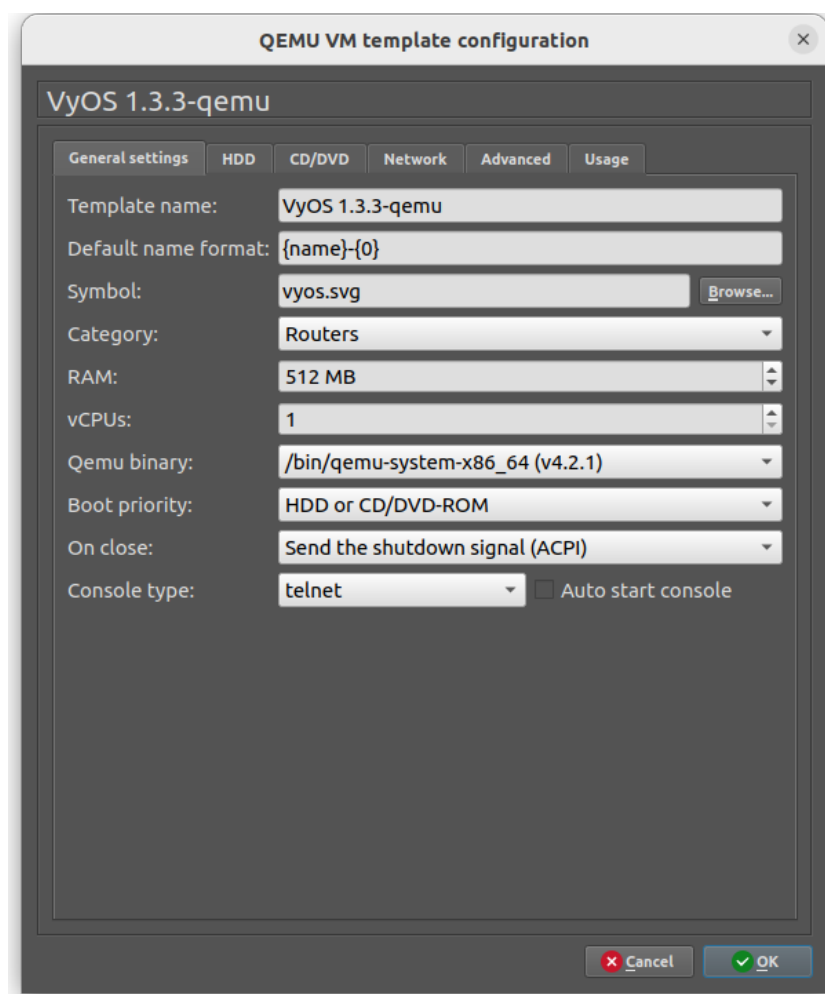 QEMU VM template configuration
VyOS 1.3.3-qemu
General settings HDD CD/DVD Network Advanced Usage
Template name: VyOS 1.3.3-qemu
Default name format: {name}-{0}
Symbol: vyos.svg Browse...
Category: Routers
RAM: 512 MB
vCPUs: 1
Qemu binary: /bin/qemu-system-x86_64 (v4.2.1)
Boot priority: HDD or CD/DVD-ROM
On close: Send the shutdown signal (ACPI)
Console type: telnet Auto start console
Cancel OK